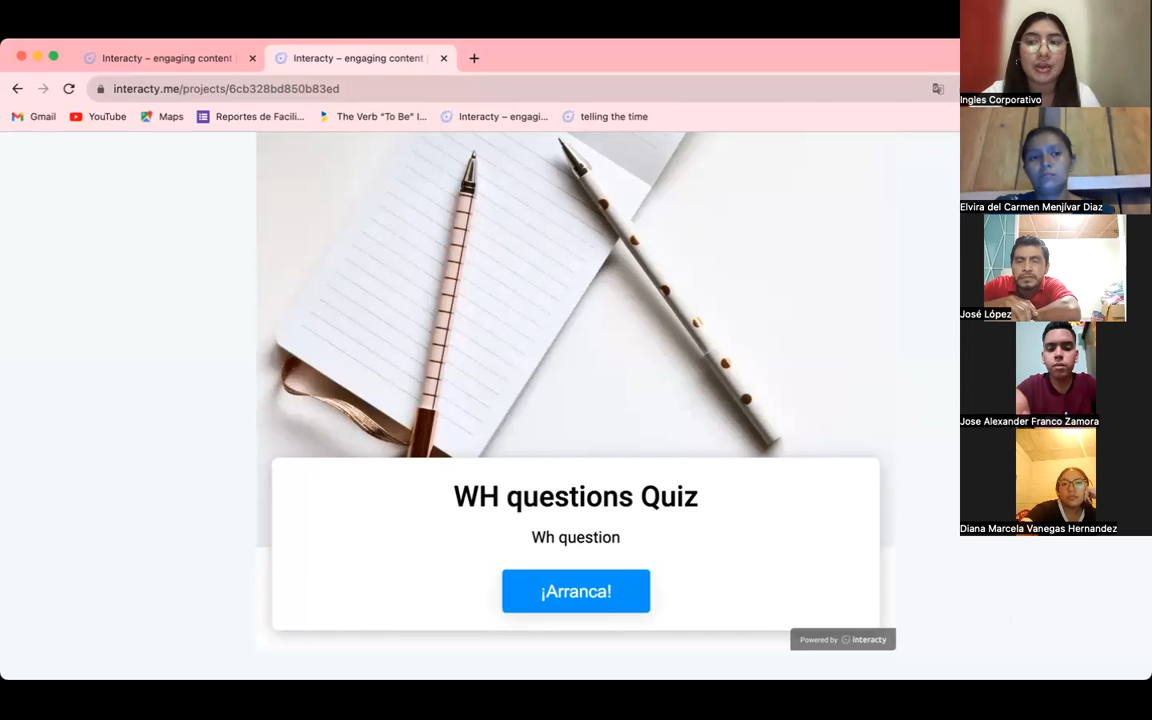 Interacty – engaging content
Interacty – engaging content
interacty.me/projects/6cb328bd850b83ed
Gmail
YouTube
Maps
Reportes de Facili...
The Verb "To Be" I...
Interacty – engagi...
telling the time
WH questions Quiz
Wh question
¡Arranca!
Powered by interacty
Ingles Corporativo
Elvira del Carmen Menjívar Diaz
José López
Jose Alexander Franco Zamora
Diana Marcela Vanegas Hernandez